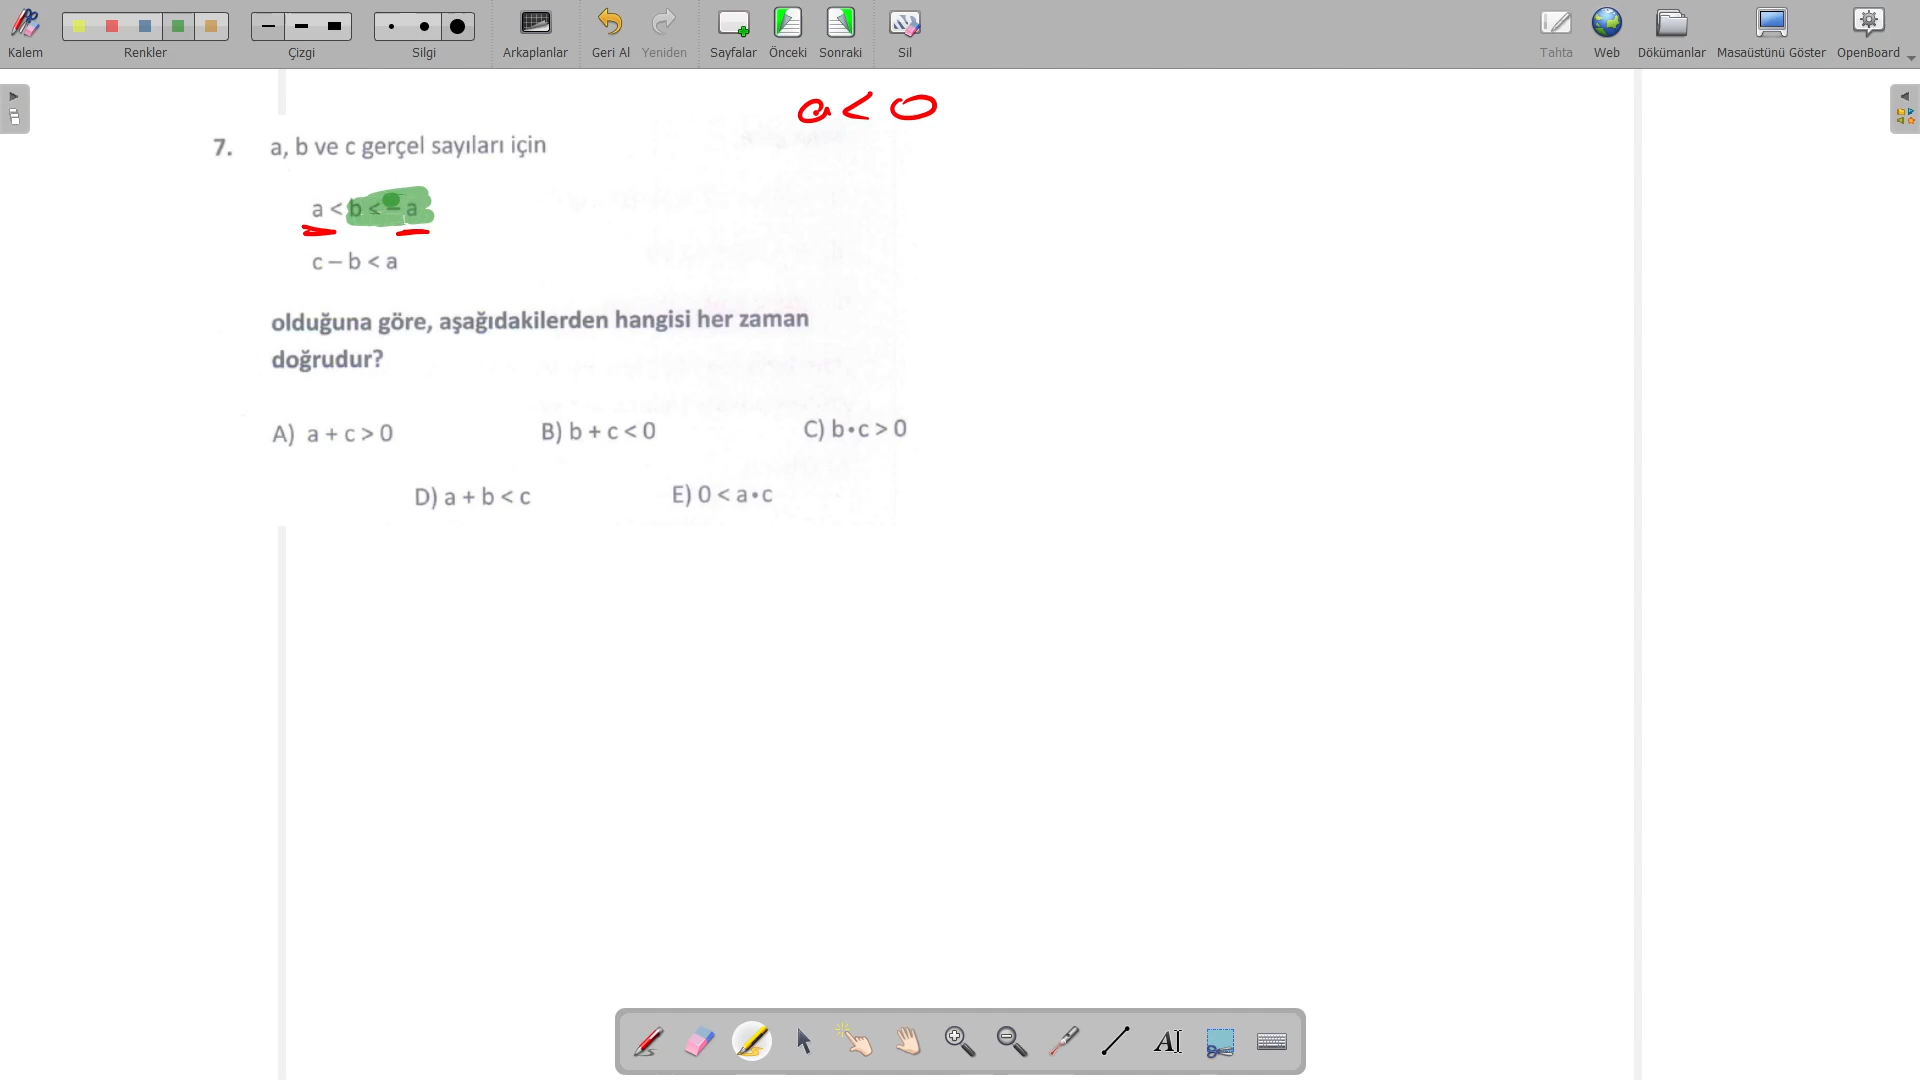 Kalem Renkler Çizgi Silgi Arkaplanlar Geri Al Yeniden Sayfalar Önceki Sonraki Sil Tahta Web Dökümanlar Masaüstünü Göster OpenBoard
a < 0
7. a, b ve c gerçel sayıları için
a < b ≤ – a
c – b < a
olduğuna göre, aşağıdakilerden hangisi her zaman
doğrudur?
A) a + c > 0 B) b + c < 0 C) b•c > 0
D) a + b < c E) 0 < a•c